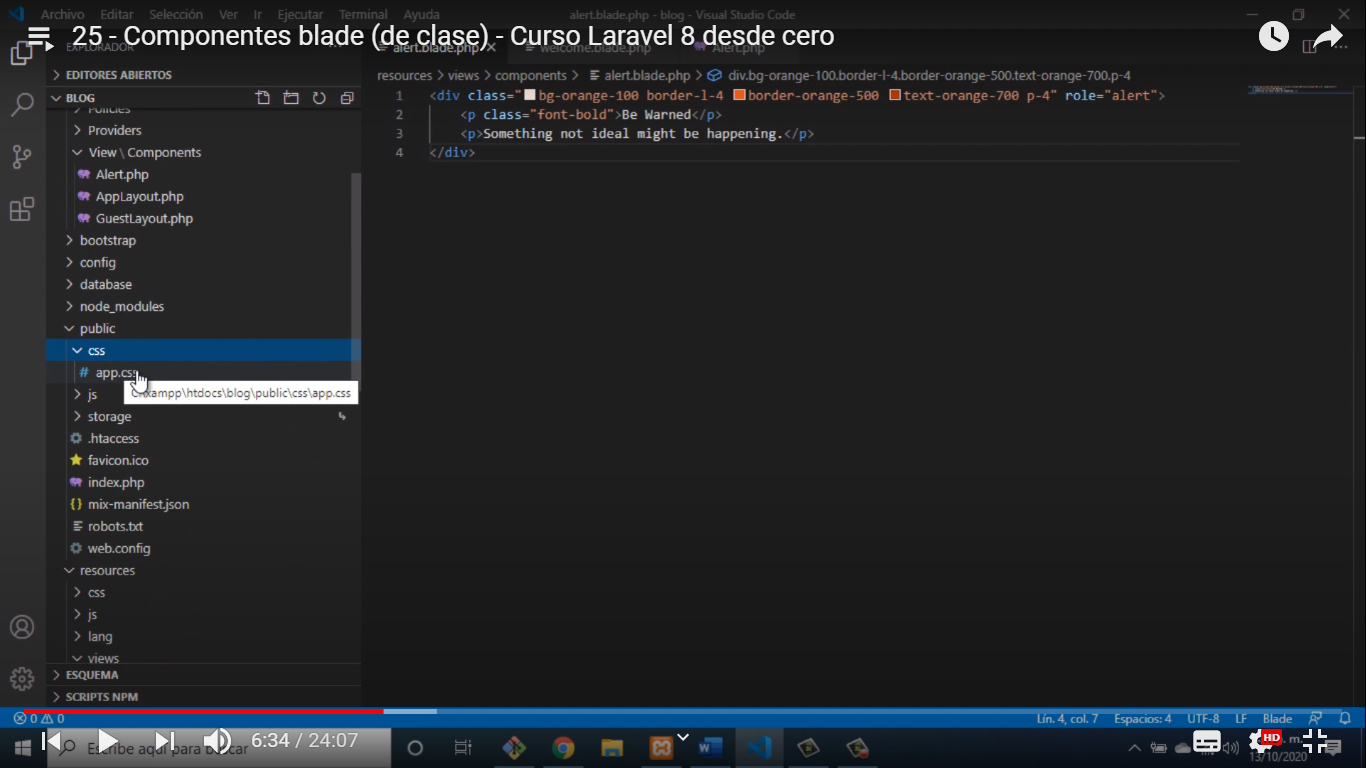 Archivo Editar Selección Ver Ir Ejecutar Terminal Ayuda
alert.blade.php - blog - Visual Studio Code
25 - Componentes blade (de clase) - Curso Laravel 8 desde cero
EXPLORADOR
alert.blade.php
welcome.blade.php
Alert.php
EDITORES ABIERTOS
resources > views > components > alert.blade.php > div.bg-orange-100.border-l-4.border-orange-500.text-orange-700.p-4
BLOG
1 <div class="bg-orange-100 border-l-4 border-orange-500 text-orange-700 p-4" role="alert">
2 <p class="font-bold">Be Warned</p>
3 <p>Something not ideal might be happening.</p>
4 </div>
Policies
Providers
View \ Components
Alert.php
AppLayout.php
GuestLayout.php
bootstrap
config
database
node_modules
public
css
# app.css
C:\xampp\htdocs\blog\public\css\app.css
js
storage
.htaccess
favicon.ico
index.php
mix-manifest.json
robots.txt
web.config
resources
css
js
lang
views
ESQUEMA
SCRIPTS NPM
0 0
Lín. 4, col. 7 Espacios: 4 UTF-8 LF Blade
Escribe aquí para buscar
6:34 / 24:07
HD
13/10/2020